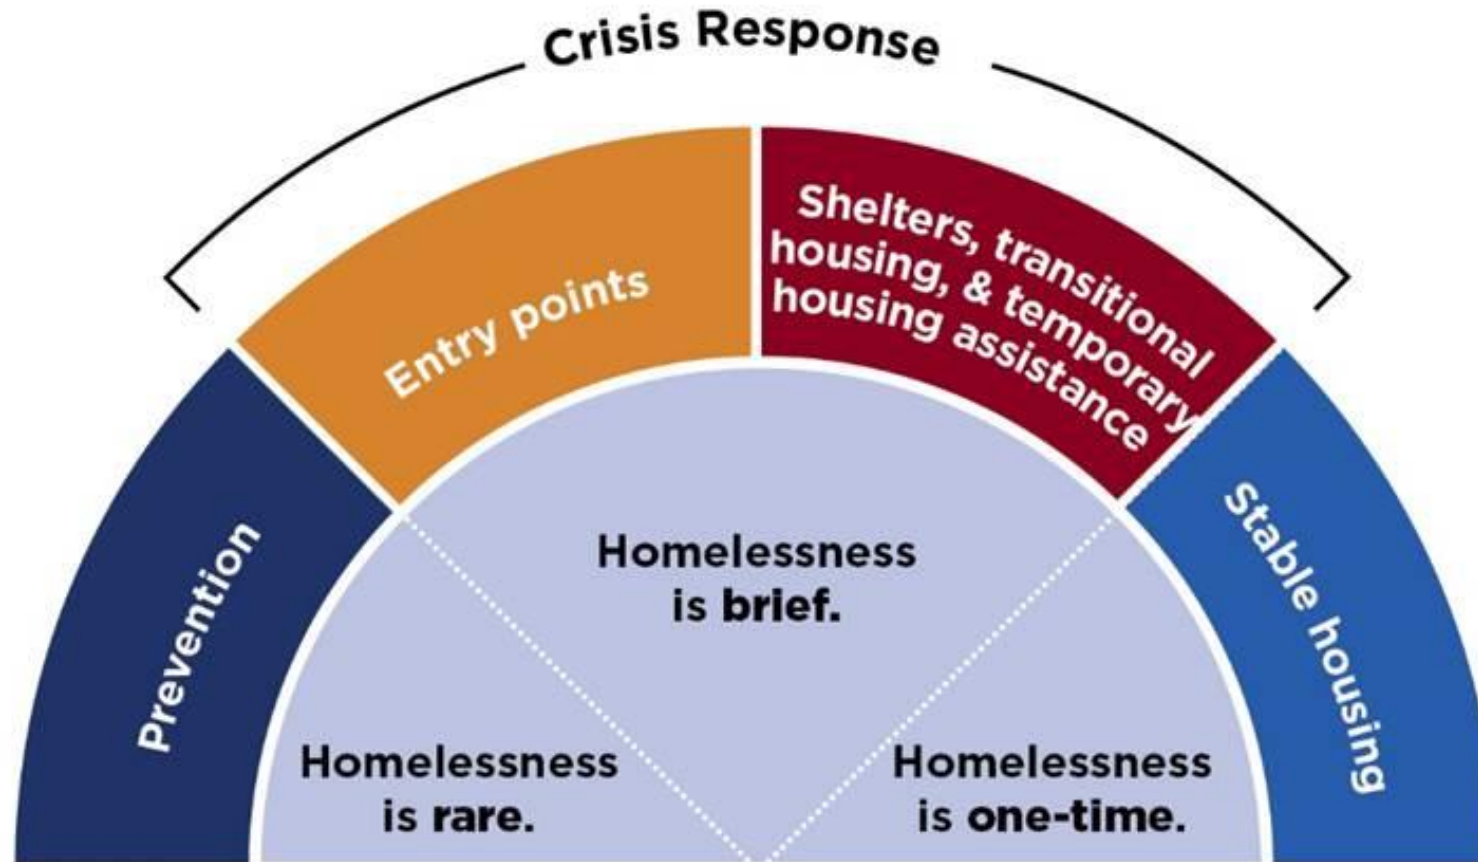 Crisis Response
Entry points
Shelters, transitional
housing, & temporary
housing assistance
Prevention
Stable housing
Homelessness
is brief.
Homelessness
is rare.
Homelessness
is one-time.